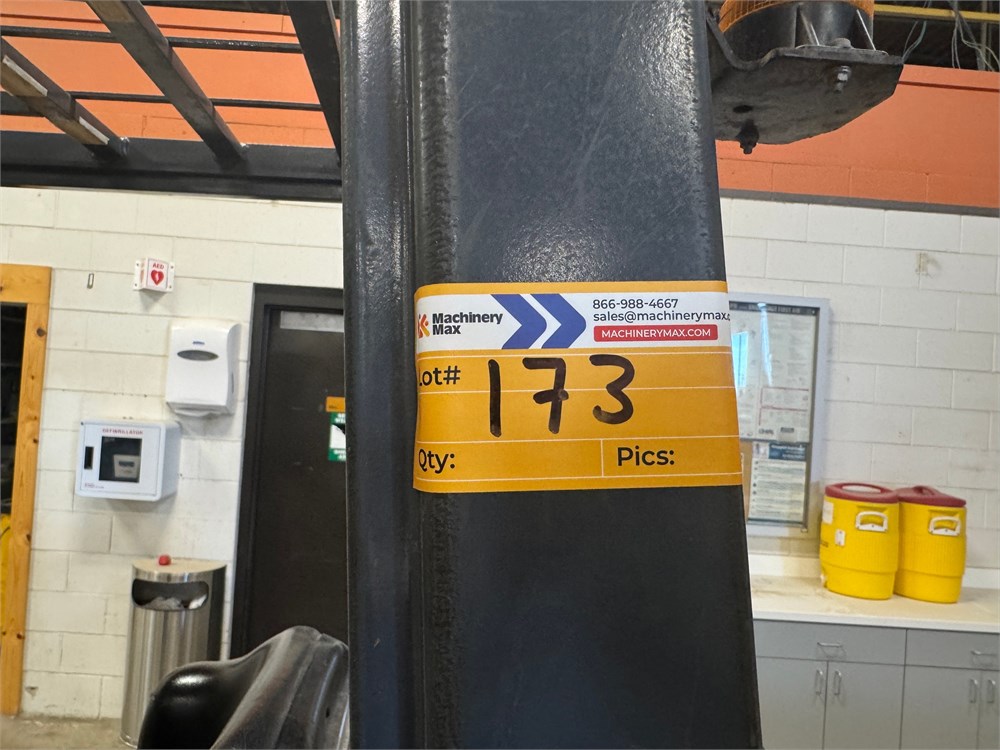 AED
DEFIBRILLATOR
Machinery
Max
866-988-4667
sales@machinerymax.c
MACHINERYMAX.COM
Lot# 173
Qty:
Pics: